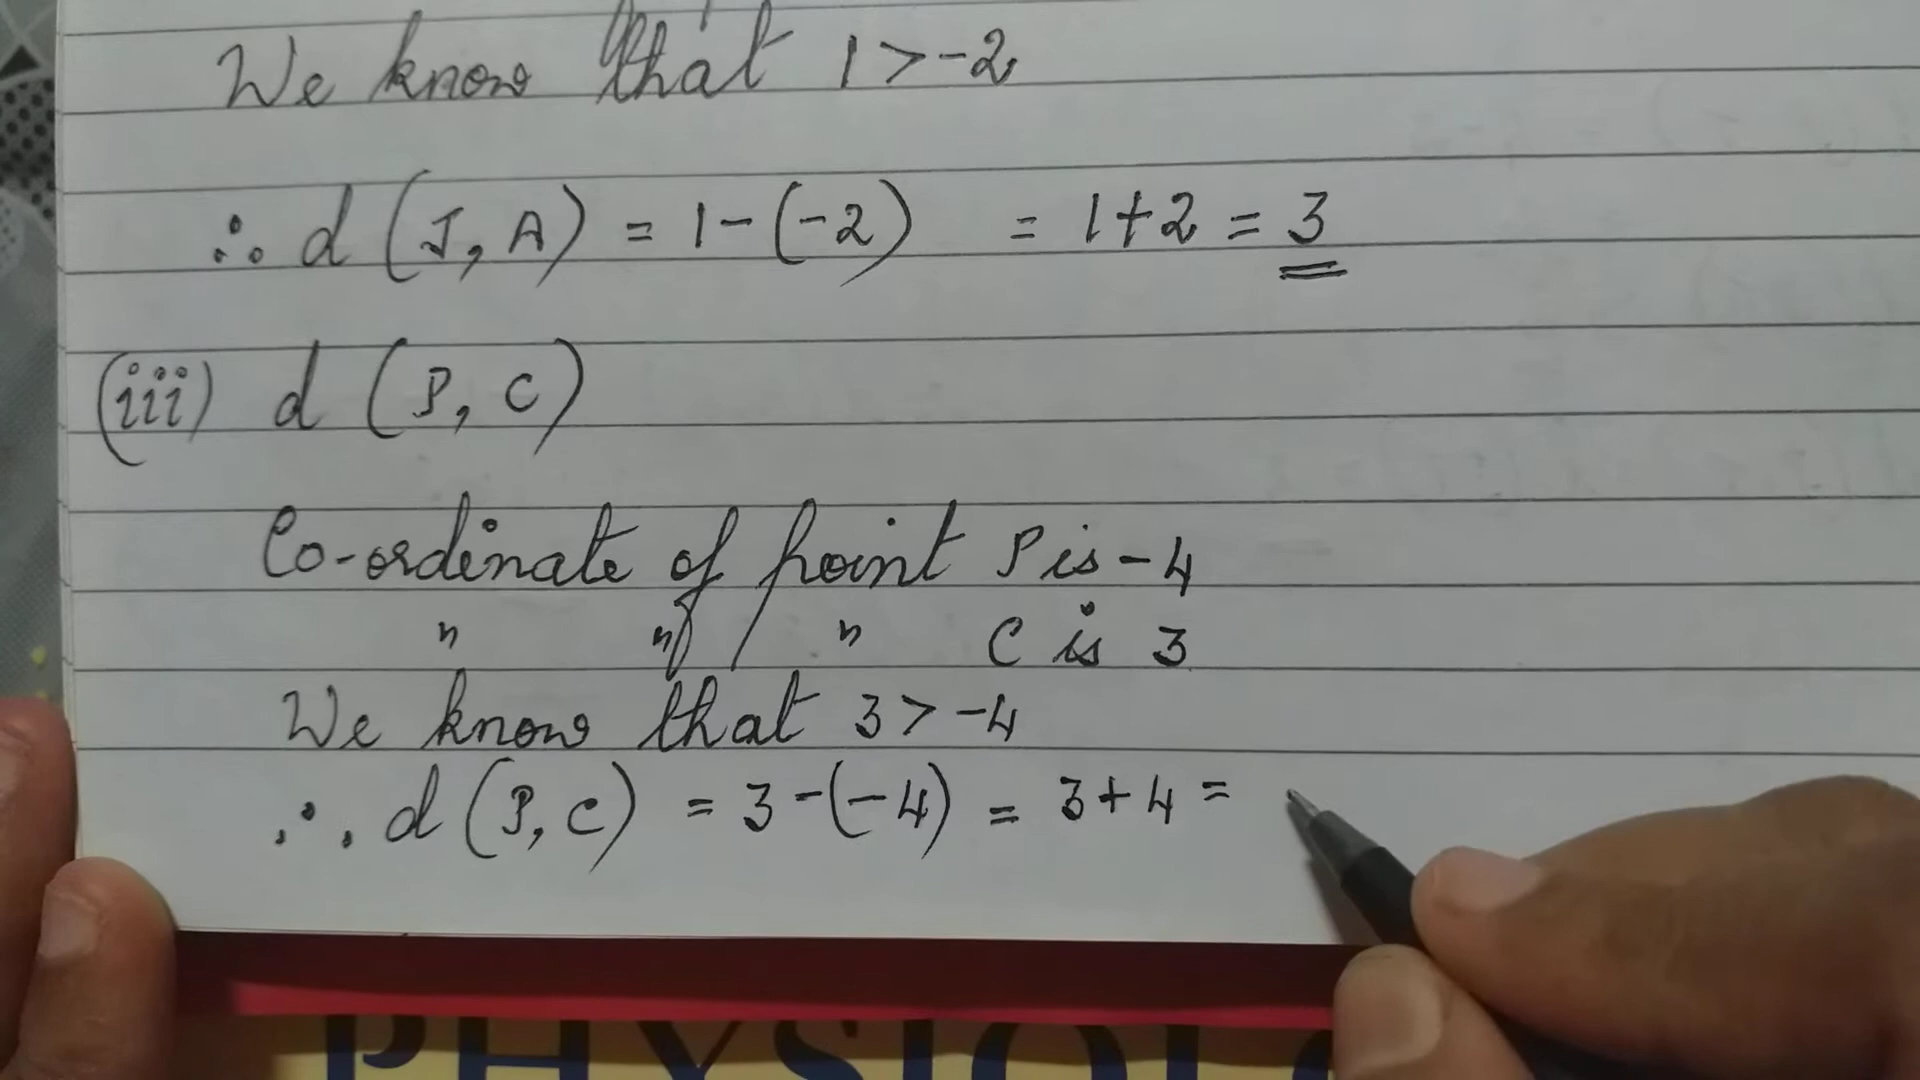 We know that 1 > -2
∴ d (J, A) = 1 - (-2) = 1 + 2 = 3
(iii) d (P, C)
Co-ordinate of point P is -4
" " of " C is 3
We know that 3 > -4
∴ d (P, C) = 3 - (-4) = 3 + 4 =